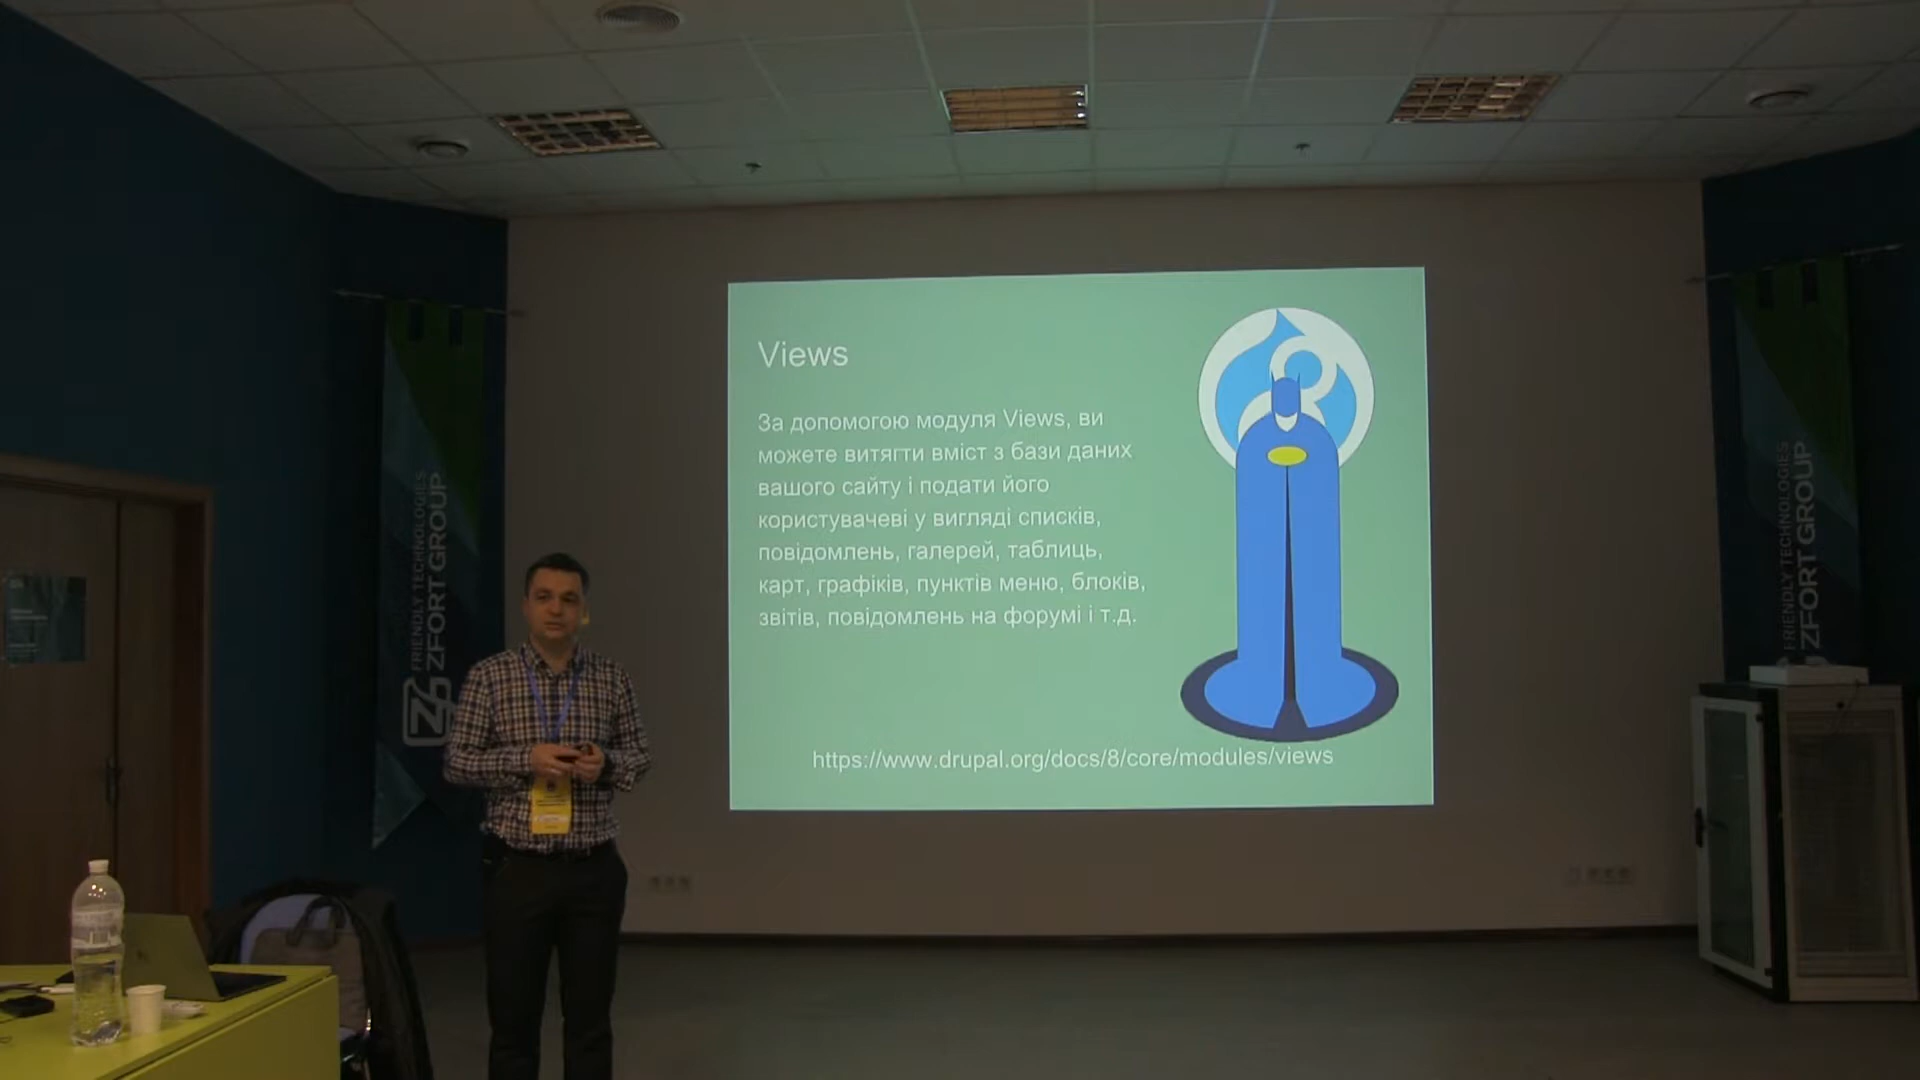 Views
За допомогою модуля Views, ви
можете витягти вміст з бази даних
вашого сайту і подати його
користувачеві у вигляді списків,
повідомлень, галерей, таблиць,
карт, графіків, пунктів меню, блоків,
звітів, повідомлень на форумі і т.д.
https://www.drupal.org/docs/8/core/modules/views
FRIENDLY TECHNOLOGIES
ZFORT GROUP
FRIENDLY TECHNOLOGIES
ZFORT GROUP